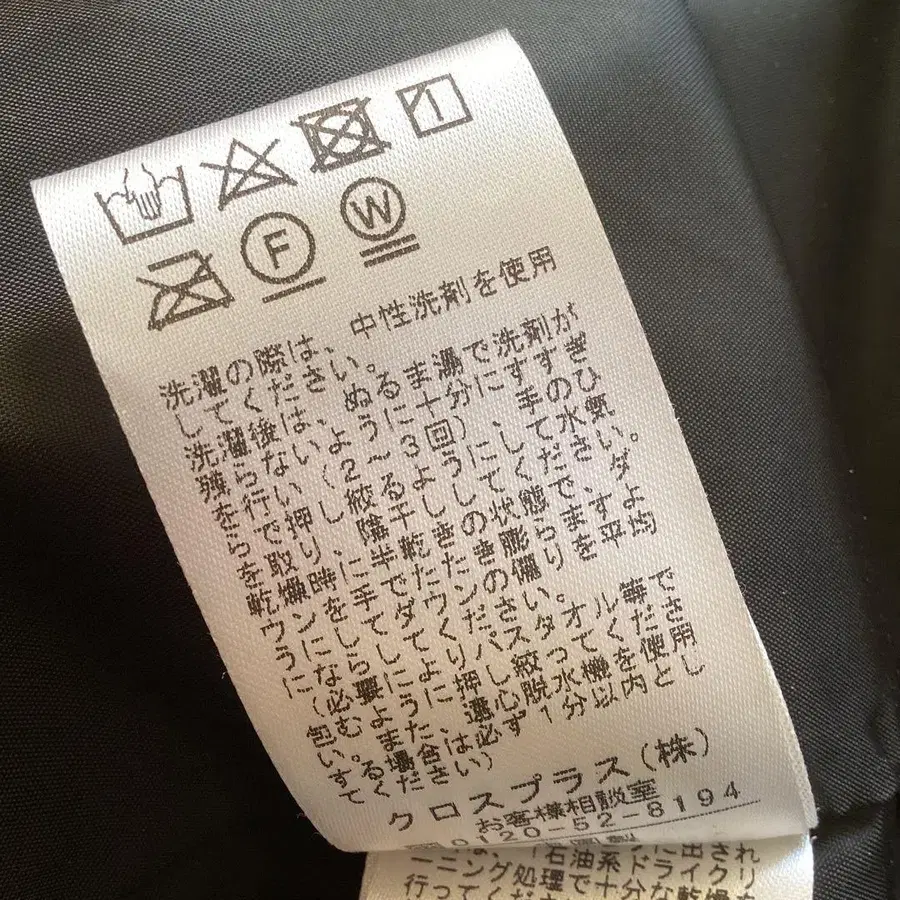 洗濯の際は、中性洗剤を使用
してください。
洗濯後は、ぬるま湯で洗剤が
残らないよう十分にすすぎ
を行い(2～3回)、手のひ
らで押し絞るようにして水気
を取り、陰干しにしてください。
乾燥時に半乾きの状態で、ダ
ウンを手でたたき膨らますよ
うにしてダウンの偏りを平均
にならしてください。
(必要によりバスタオル等で
包むようにして押し絞ってくださ
い。また、遠心脱水機を使用
する場合は必ず1分以内と
してください)
クロスプラス(株)
お客様相談室
0120-52-8194
石油系